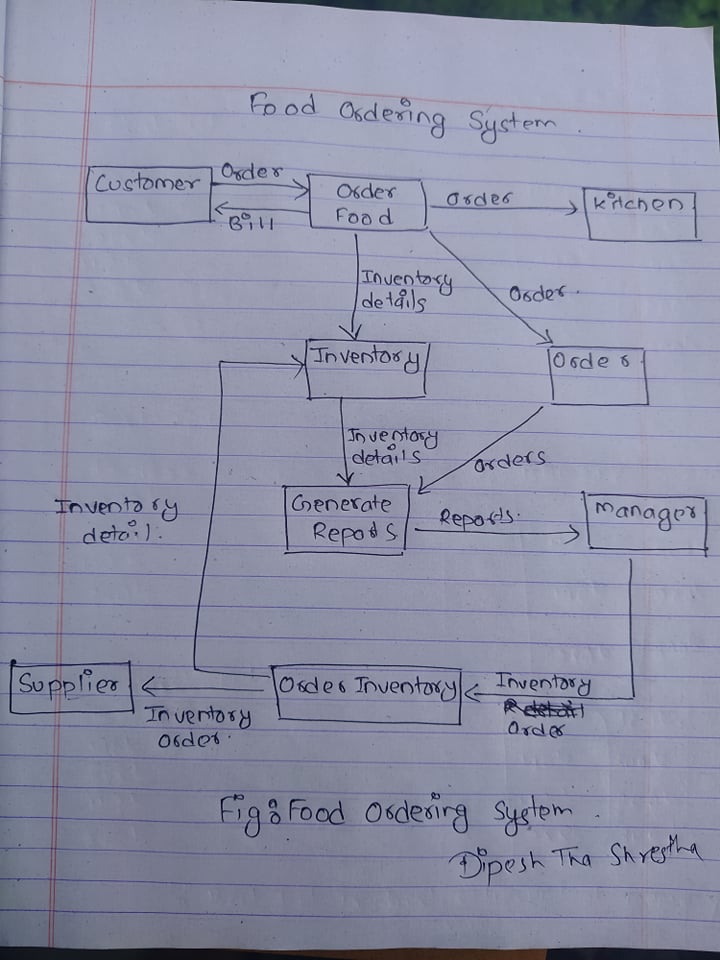 Food Ordering System
Customer
Order
Bill
Order
Food
Order
Kitchen
Inventory
details
Order.
Inventory
Order
Inventory
details
Orders
Inventory
detail.
Generate
Reports
Reports.
Manager
Supplier
Inventory
Order.
Order Inventory
Inventory
Order
Fig: Food Ordering System
Dipesh Tha Shrestha